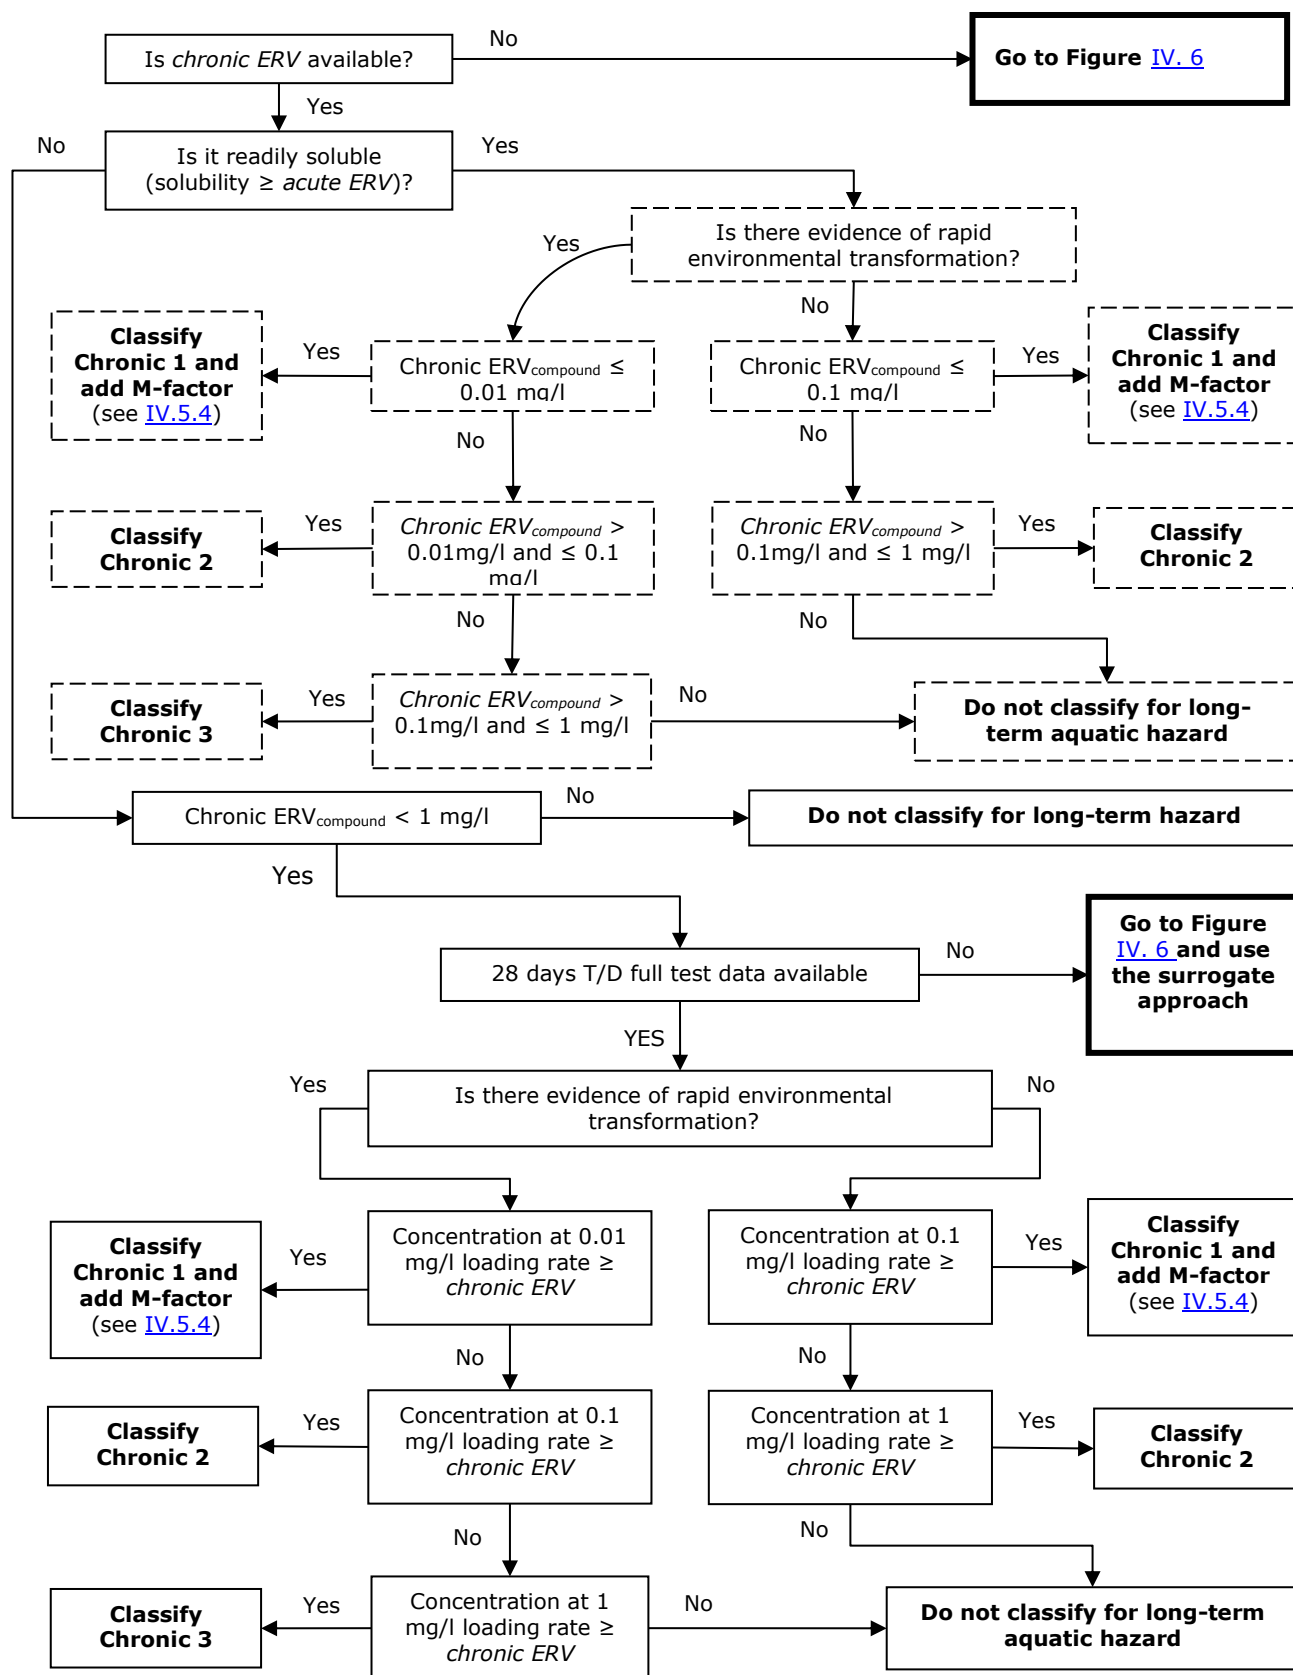 No
Is chronic ERV available?
Go to Figure IV. 6
Yes
No
Is it readily soluble
(solubility ≥ acute ERV)?
Yes
Is there evidence of rapid
environmental transformation?
Yes
No
Classify
Chronic 1 and
add M-factor
(see IV.5.4)
Yes
Chronic ERVcompound ≤
0.01 mg/l
Chronic ERVcompound ≤
0.1 mg/l
Yes
Classify
Chronic 1 and
add M-factor
(see IV.5.4)
No
No
Classify
Chronic 2
Yes
Chronic ERVcompound >
0.01mg/l and ≤ 0.1
mg/l
Chronic ERVcompound >
0.1mg/l and ≤ 1 mg/l
Yes
Classify
Chronic 2
No
No
Classify
Chronic 3
Yes
Chronic ERVcompound >
0.1mg/l and ≤ 1 mg/l
No
Do not classify for long-
term aquatic hazard
Chronic ERVcompound < 1 mg/l
No
Do not classify for long-term hazard
Yes
28 days T/D full test data available
No
Go to Figure
IV. 6 and use
the surrogate
approach
YES
Yes
Is there evidence of rapid environmental
transformation?
No
Classify
Chronic 1 and
add M-factor
(see IV.5.4)
Yes
Concentration at 0.01
mg/l loading rate ≥
chronic ERV
Concentration at 0.1
mg/l loading rate ≥
chronic ERV
Yes
Classify
Chronic 1 and
add M-factor
(see IV.5.4)
No
No
Classify
Chronic 2
Yes
Concentration at 0.1
mg/l loading rate ≥
chronic ERV
Concentration at 1
mg/l loading rate ≥
chronic ERV
Yes
Classify
Chronic 2
No
No
Classify
Chronic 3
Yes
Concentration at 1
mg/l loading rate ≥
chronic ERV
No
Do not classify for long-term
aquatic hazard